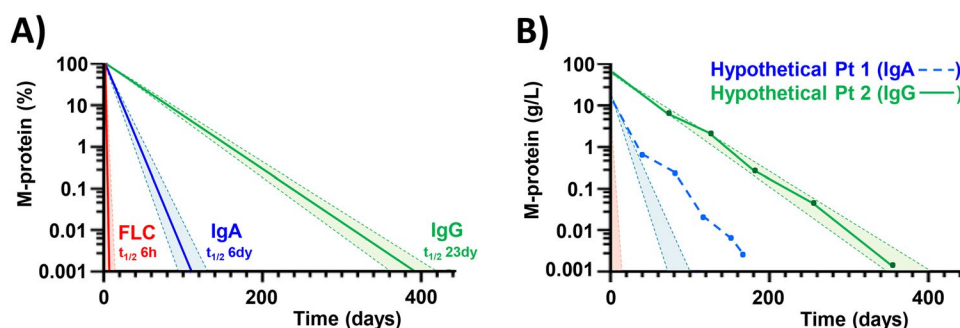 A)
M-protein (%)
100
10
1
0.1
0.01
0.001
FLC
t1/2 6h
IgA
t1/2 6dy
IgG
t1/2 23dy
0
200
400
Time (days)
B)
Hypothetical Pt 1 (IgA – – –)
Hypothetical Pt 2 (IgG ——)
M-protein (g/L)
100
10
1
0.1
0.01
0.001
0
200
400
Time (days)